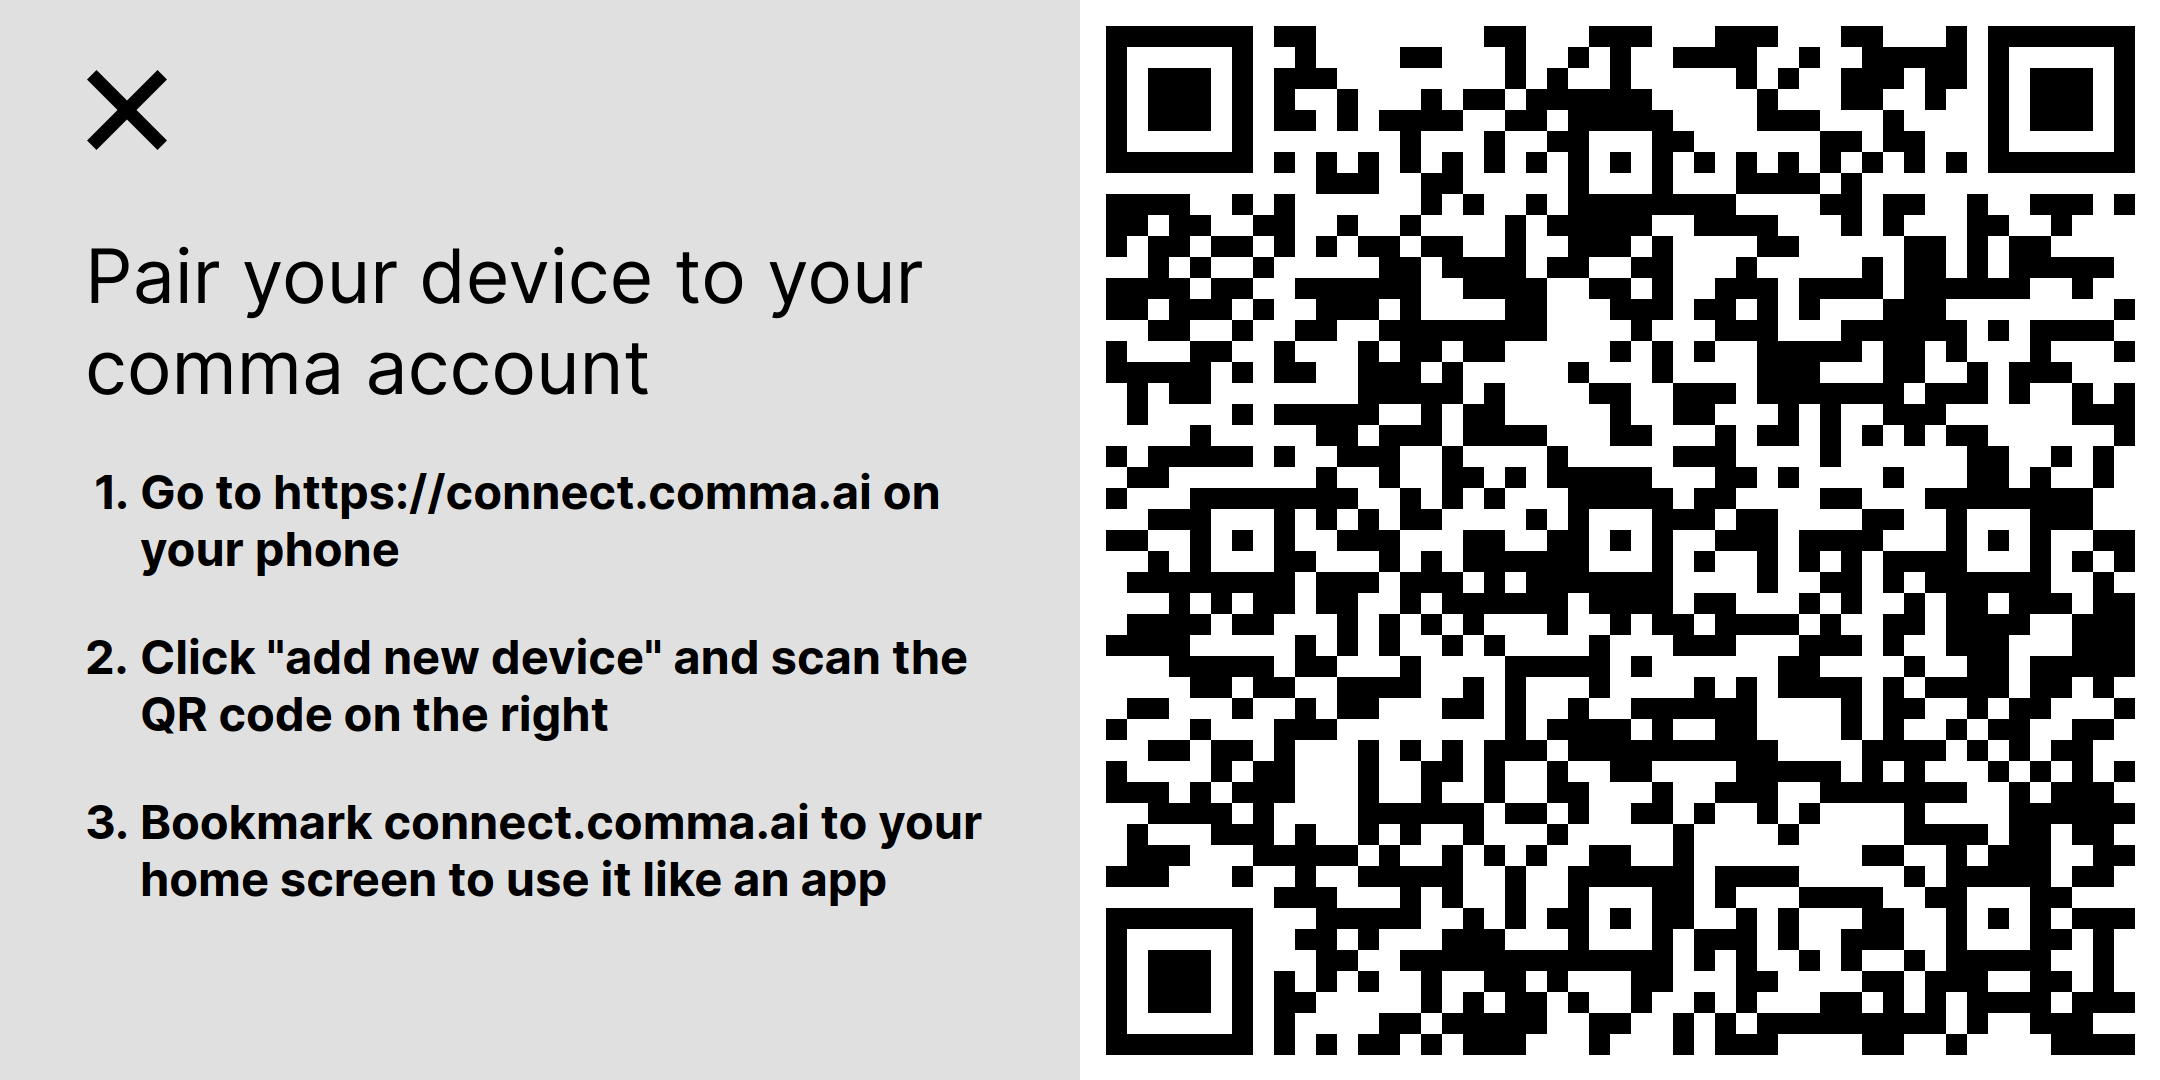 Pair your device to your
comma account
1. Go to https://connect.comma.ai on
your phone
2. Click "add new device" and scan the
QR code on the right
3. Bookmark connect.comma.ai to your
home screen to use it like an app